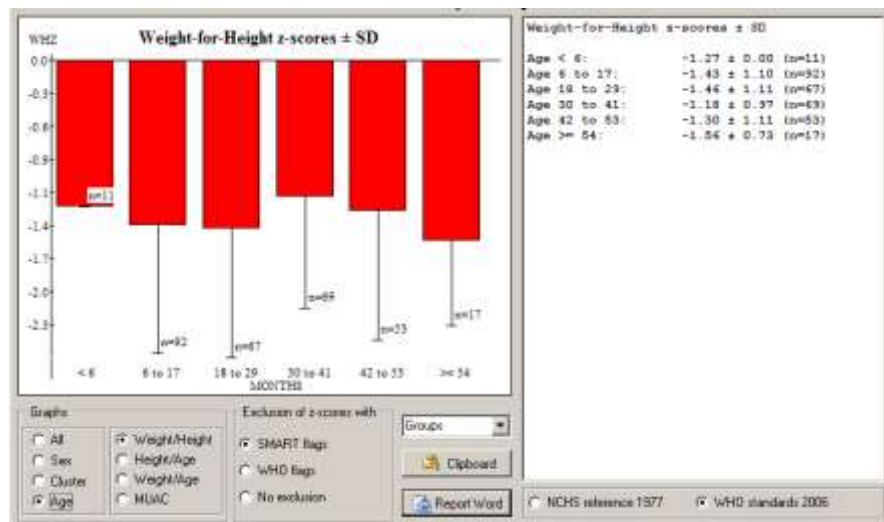 WHZ
Weight-for-Height z-scores ± SD
0.0
-0.3
-0.6
-0.9
-1.1
-1.4
-1.7
-2.0
-2.3
n=11
n=92
n=67
n=69
n=53
n=17
< 6 6 to 17 18 to 29 30 to 41 42 to 53 >= 54
MONTHS
Weight-for-Height z-scores ± SD
Age < 6: -1.27 ± 0.00 (n=11)
Age 6 to 17: -1.43 ± 1.10 (n=92)
Age 18 to 29: -1.46 ± 1.11 (n=67)
Age 30 to 41: -1.18 ± 0.97 (n=69)
Age 42 to 53: -1.30 ± 1.11 (n=53)
Age >= 54: -1.56 ± 0.73 (n=17)
Graphs
All
Sex
Cluster
Age
Weight/Height
Height/Age
Weight/Age
MUAC
Exclusion of z-scores with
SMART flags
WHO flags
No exclusion
Groups
Clipboard
Report Word
NCHS reference 1977
WHO standards 2006